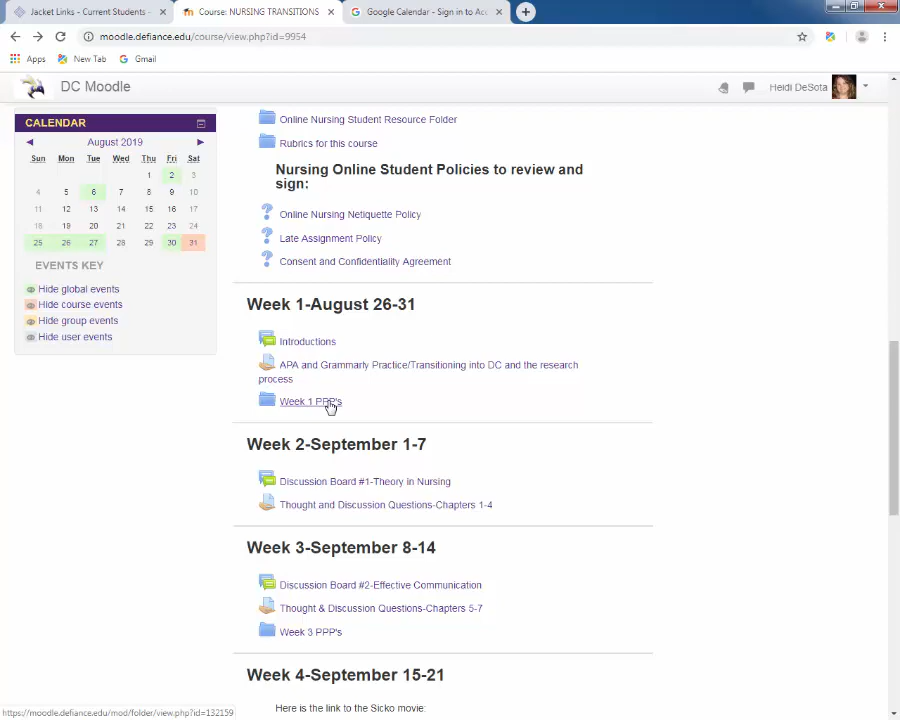 Jacket Links - Current Students -
Course: NURSING TRANSITIONS
Google Calendar - Sign in to Acc
moodle.defiance.edu/course/view.php?id=9954
Apps New Tab Gmail
DC Moodle
Heidi DeSota
CALENDAR
August 2019
Sun Mon Tue Wed Thu Fri Sat
1 2 3
4 5 6 7 8 9 10
11 12 13 14 15 16 17
18 19 20 21 22 23 24
25 26 27 28 29 30 31
EVENTS KEY
Hide global events
Hide course events
Hide group events
Hide user events
Online Nursing Student Resource Folder
Rubrics for this course
Nursing Online Student Policies to review and
sign:
Online Nursing Netiquette Policy
Late Assignment Policy
Consent and Confidentiality Agreement
Week 1-August 26-31
Introductions
APA and Grammarly Practice/Transitioning into DC and the research
process
Week 1 PPP's
Week 2-September 1-7
Discussion Board #1-Theory in Nursing
Thought and Discussion Questions-Chapters 1-4
Week 3-September 8-14
Discussion Board #2-Effective Communication
Thought & Discussion Questions-Chapters 5-7
Week 3 PPP's
Week 4-September 15-21
Here is the link to the Sicko movie:
https://moodle.defiance.edu/mod/folder/view.php?id=132159